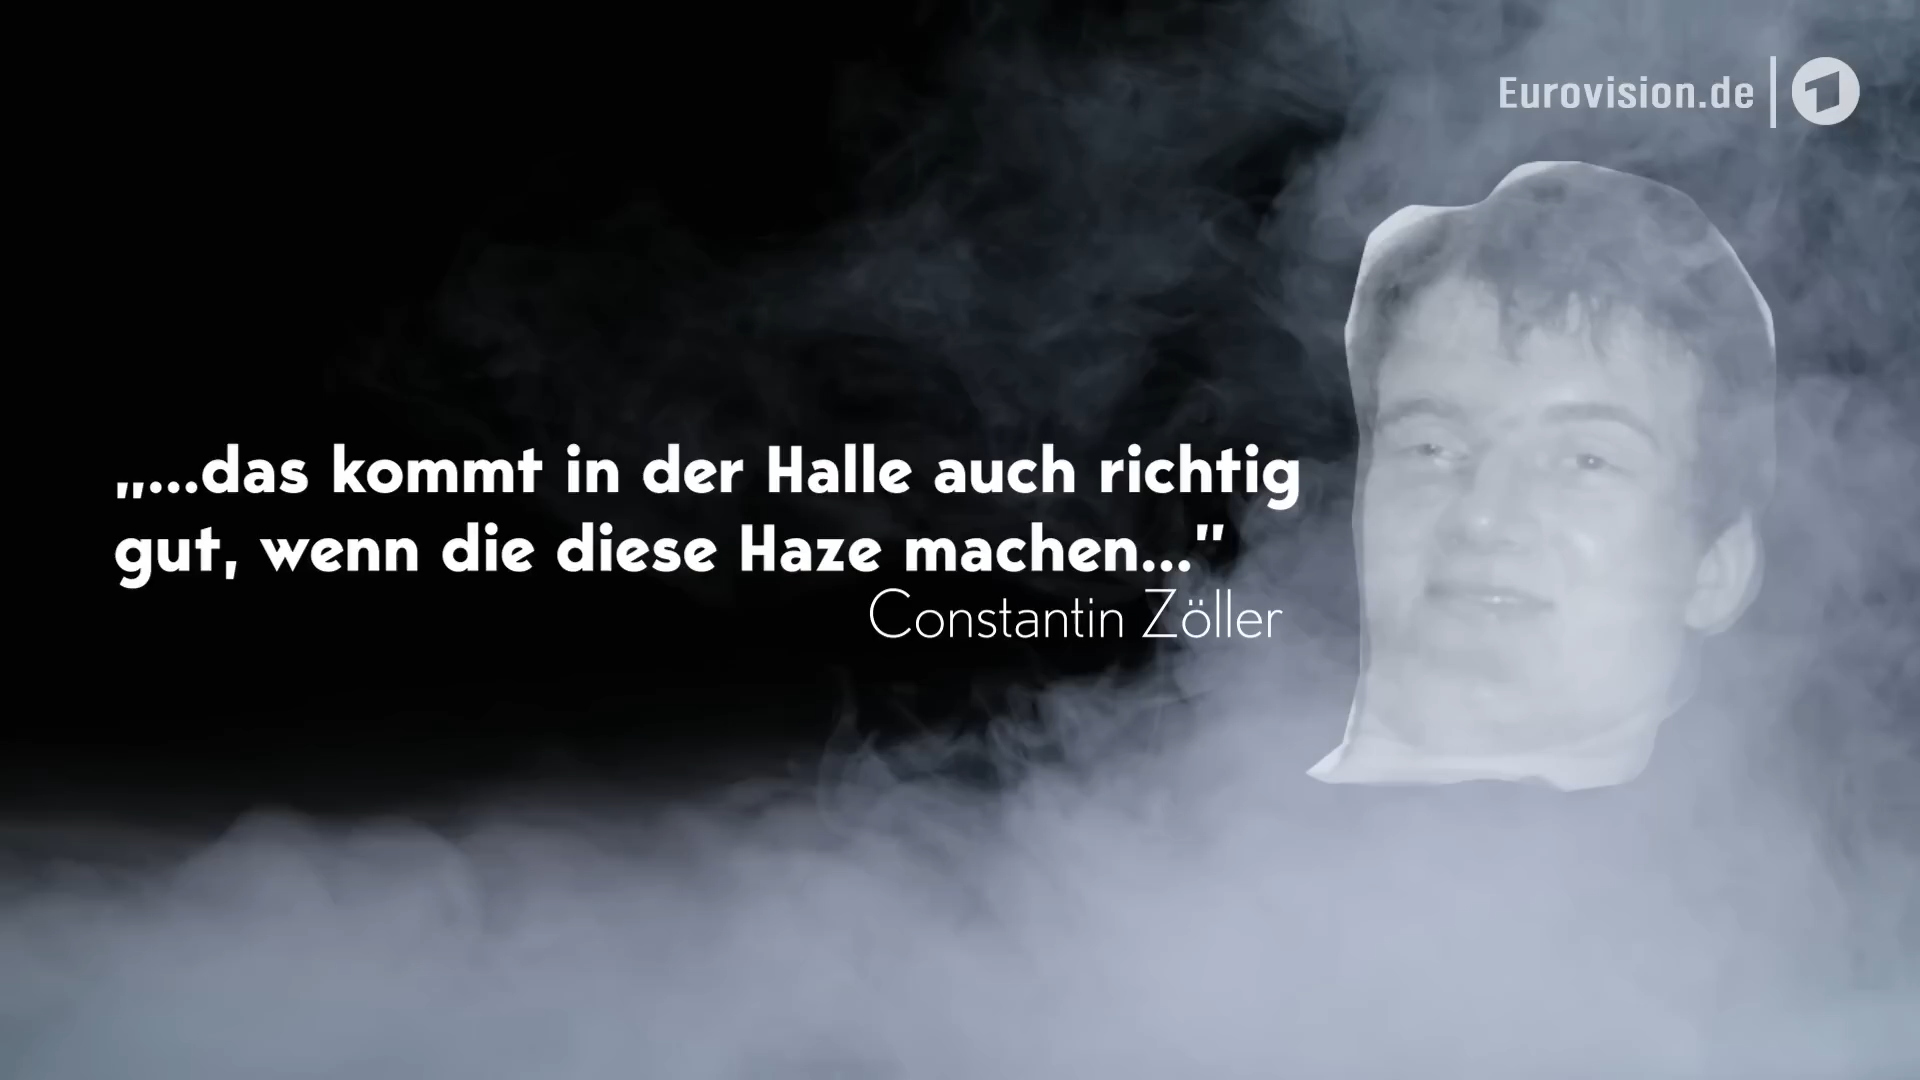 Eurovision.de
„...das kommt in der Halle auch richtig
gut, wenn die diese Haze machen..."
Constantin Zöller